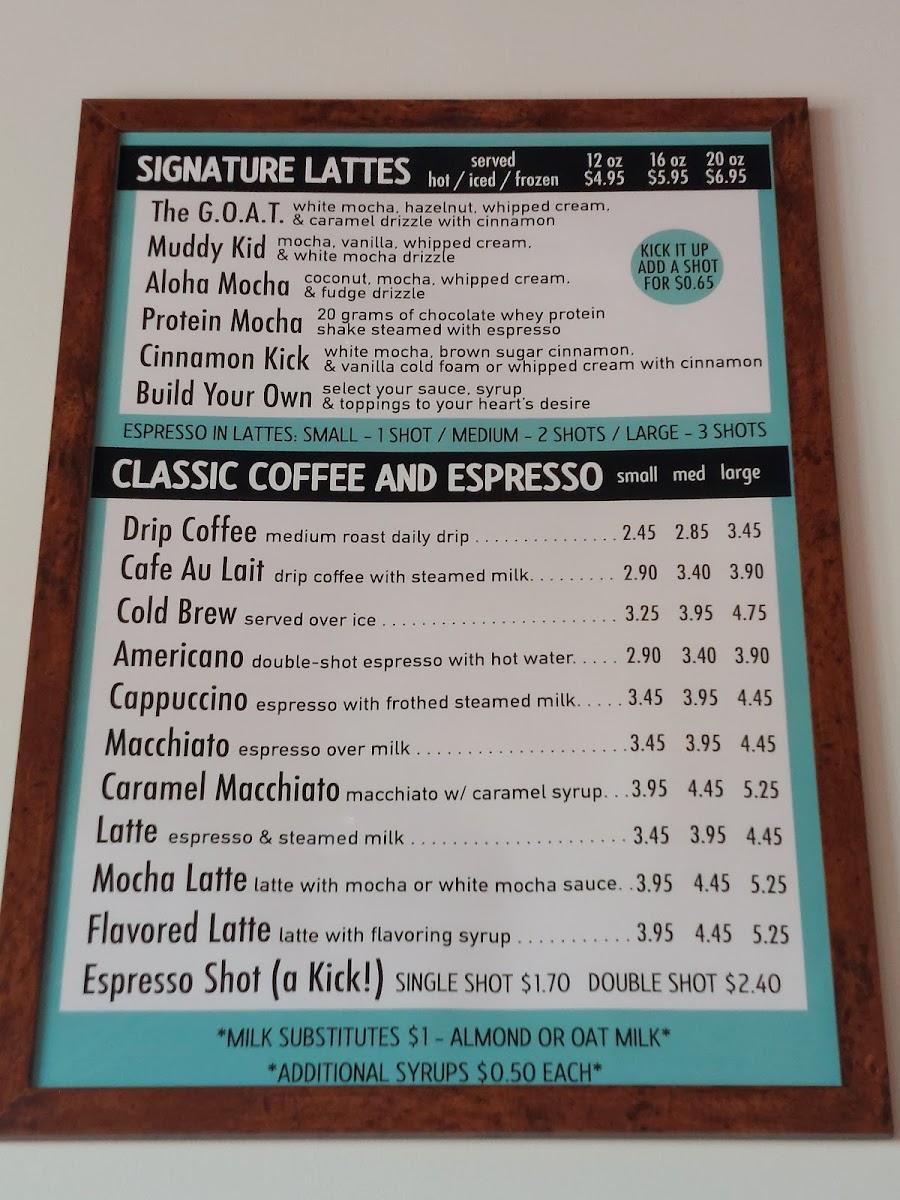 SIGNATURE LATTES served hot / iced / frozen 12 oz $4.95 16 oz $5.95 20 oz $6.95
The G.O.A.T. white mocha, hazelnut, whipped cream,
& caramel drizzle with cinnamon
Muddy Kid mocha, vanilla, whipped cream,
& white mocha drizzle
KICK IT UP
ADD A SHOT
FOR $0.65
Aloha Mocha coconut, mocha, whipped cream,
& fudge drizzle
Protein Mocha 20 grams of chocolate whey protein
shake steamed with espresso
Cinnamon Kick white mocha, brown sugar cinnamon,
& vanilla cold foam or whipped cream with cinnamon
Build Your Own select your sauce, syrup
& toppings to your heart's desire
ESPRESSO IN LATTES: SMALL - 1 SHOT / MEDIUM - 2 SHOTS / LARGE - 3 SHOTS
CLASSIC COFFEE AND ESPRESSO small med large
Drip Coffee medium roast daily drip . . . . . . . . . . . . . . . 2.45 2.85 3.45
Cafe Au Lait drip coffee with steamed milk. . . . . . . . . 2.90 3.40 3.90
Cold Brew served over ice . . . . . . . . . . . . . . . . . . . . . . . . . 3.25 3.95 4.75
Americano double-shot espresso with hot water. . . . . 2.90 3.40 3.90
Cappuccino espresso with frothed steamed milk. . . . . 3.45 3.95 4.45
Macchiato espresso over milk . . . . . . . . . . . . . . . . . . . . . .3.45 3.95 4.45
Caramel Macchiato macchiato w/ caramel syrup. . .3.95 4.45 5.25
Latte espresso & steamed milk . . . . . . . . . . . . . . . . . . . . . . 3.45 3.95 4.45
Mocha Latte latte with mocha or white mocha sauce. .3.95 4.45 5.25
Flavored Latte latte with flavoring syrup . . . . . . . . . . . 3.95 4.45 5.25
Espresso Shot (a Kick!) SINGLE SHOT $1.70 DOUBLE SHOT $2.40
*MILK SUBSTITUTES $1 - ALMOND OR OAT MILK*
*ADDITIONAL SYRUPS $0.50 EACH*